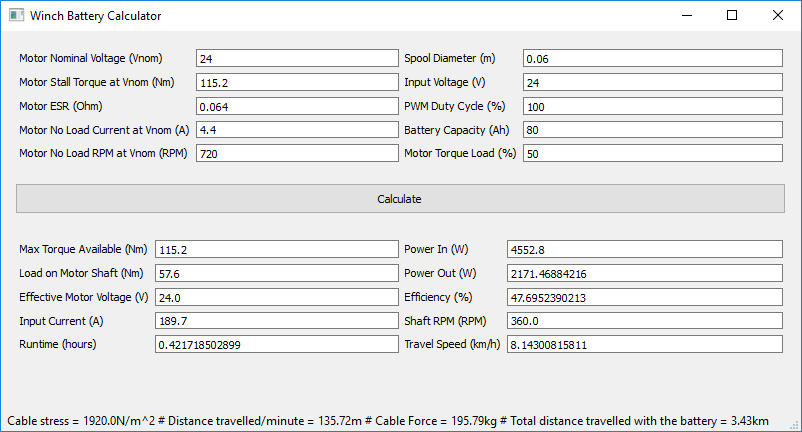 Winch Battery Calculator
Motor Nominal Voltage (Vnom) 24 Spool Diameter (m) 0.06
Motor Stall Torque at Vnom (Nm) 115.2 Input Voltage (V) 24
Motor ESR (Ohm) 0.064 PWM Duty Cycle (%) 100
Motor No Load Current at Vnom (A) 4.4 Battery Capacity (Ah) 80
Motor No Load RPM at Vnom (RPM) 720 Motor Torque Load (%) 50
Calculate
Max Torque Available (Nm) 115.2 Power In (W) 4552.8
Load on Motor Shaft (Nm) 57.6 Power Out (W) 2171.46884216
Effective Motor Voltage (V) 24.0 Efficiency (%) 47.6952390213
Input Current (A) 189.7 Shaft RPM (RPM) 360.0
Runtime (hours) 0.421718502899 Travel Speed (km/h) 8.14300815811
Cable stress = 1920.0N/m^2 # Distance travelled/minute = 135.72m # Cable Force = 195.79kg # Total distance travelled with the battery = 3.43km